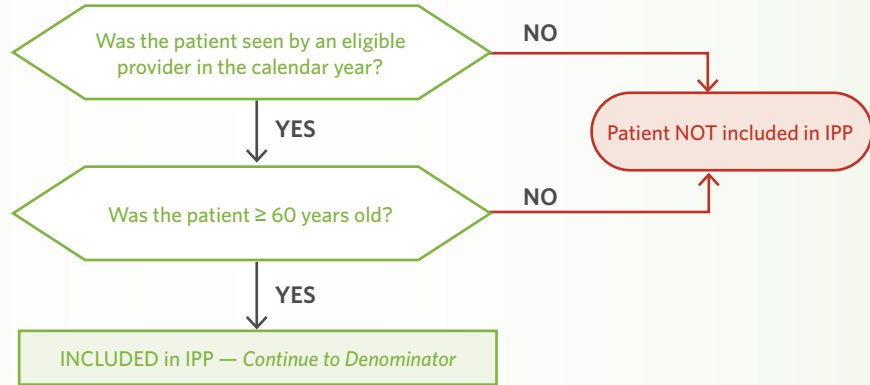 Was the patient seen by an eligible
provider in the calendar year?
NO
Patient NOT included in IPP
YES
Was the patient ≥ 60 years old?
NO
YES
INCLUDED in IPP — Continue to Denominator